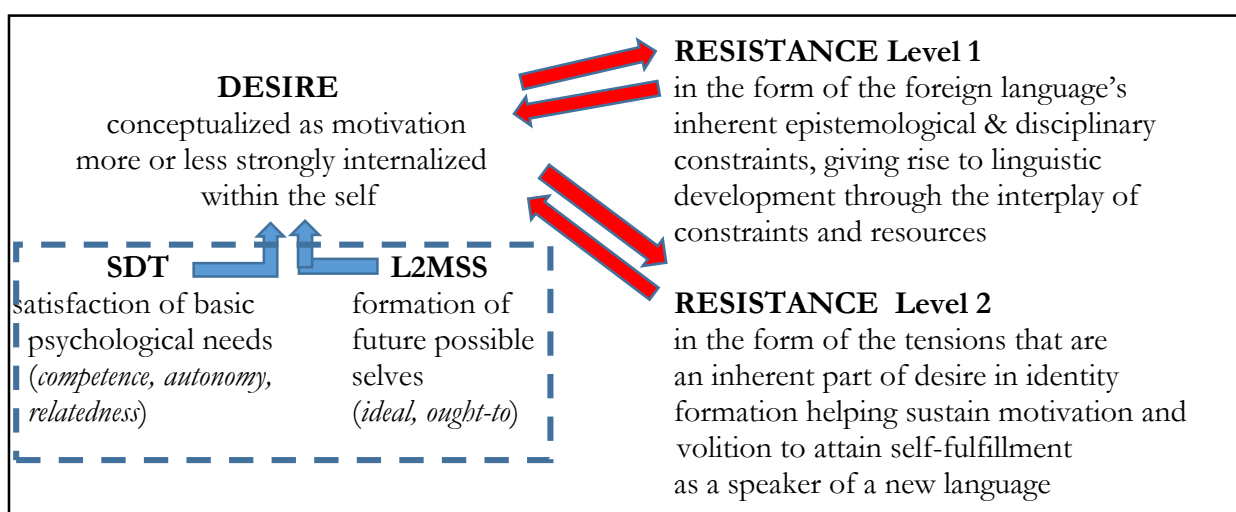 DESIRE
conceptualized as motivation
more or less strongly internalized
within the self
SDT
satisfaction of basic
psychological needs
(competence, autonomy,
relatedness)
L2MSS
formation of
future possible
selves
(ideal, ought-to)
RESISTANCE Level 1
in the form of the foreign language’s
inherent epistemological & disciplinary
constraints, giving rise to linguistic
development through the interplay of
constraints and resources
RESISTANCE Level 2
in the form of the tensions that are
an inherent part of desire in identity
formation helping sustain motivation and
volition to attain self-fulfillment
as a speaker of a new language